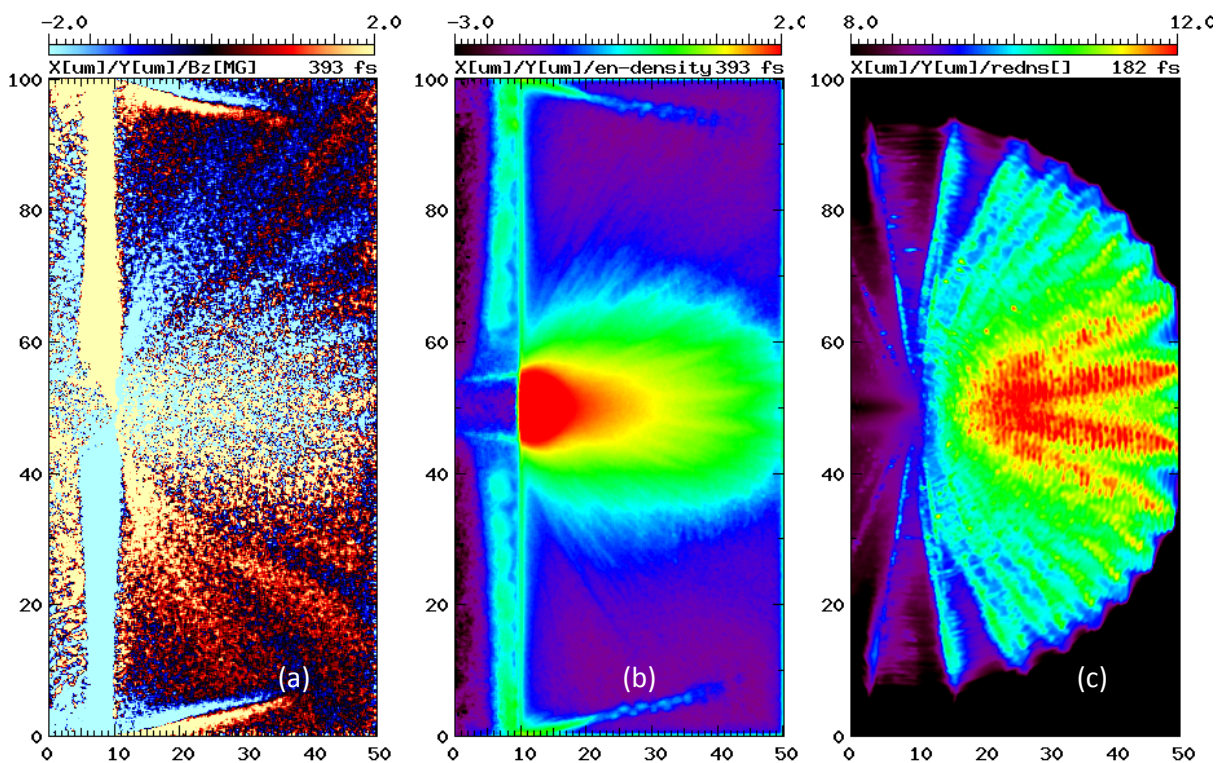 -2.0 2.0 -3.0 2. 8.0 12.0
X[um]/Y[um]/Bz[MG] 393 fs X[um]/Y[um]/en-density 393 fs X[um]/Y[um]/redns[] 182 fs
100 100 100
80 80 80
60 60 60
40 40 40
20 20 20
(a) (b) (c)
0 0 0
0 10 20 30 40 50 0 10 20 30 40 50 0 10 20 30 40 50